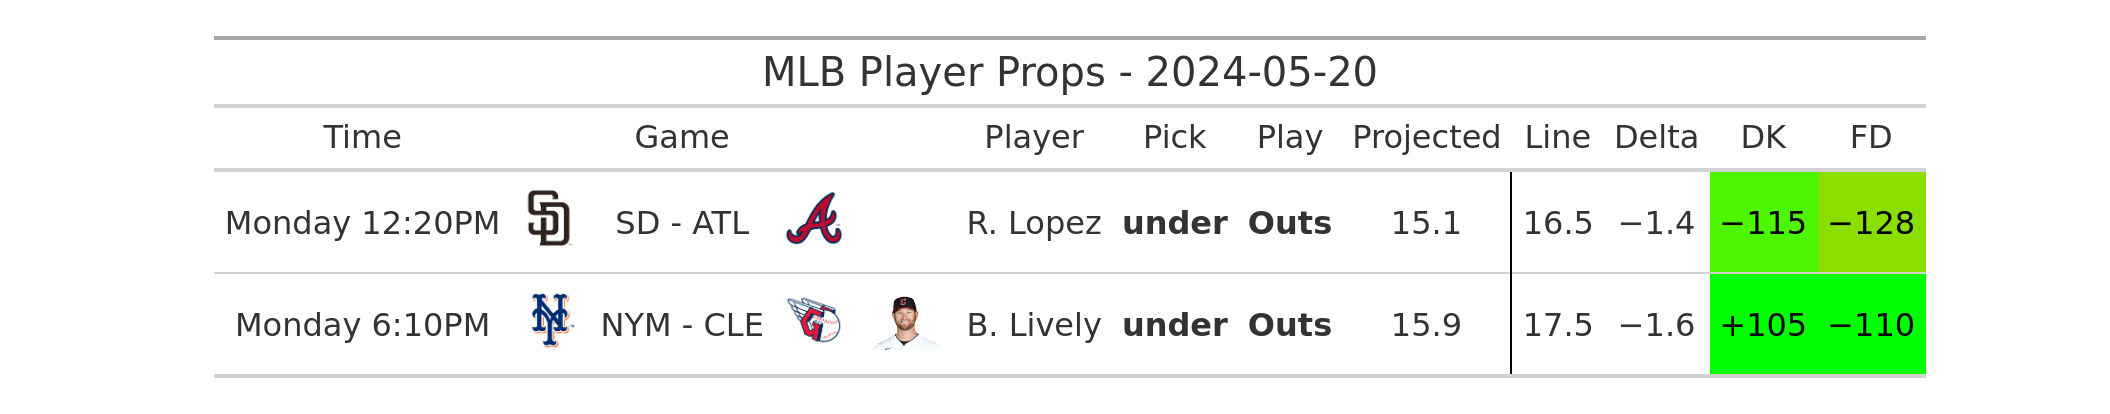 MLB Player Props - 2024-05-20
Time Game Player Pick Play Projected Line Delta DK FD
Monday 12:20PM SD SD - ATL A R. Lopez under Outs 15.1 16.5 −1.4 −115 −128
Monday 6:10PM NY NYM - CLE G B. Lively under Outs 15.9 17.5 −1.6 +105 −110